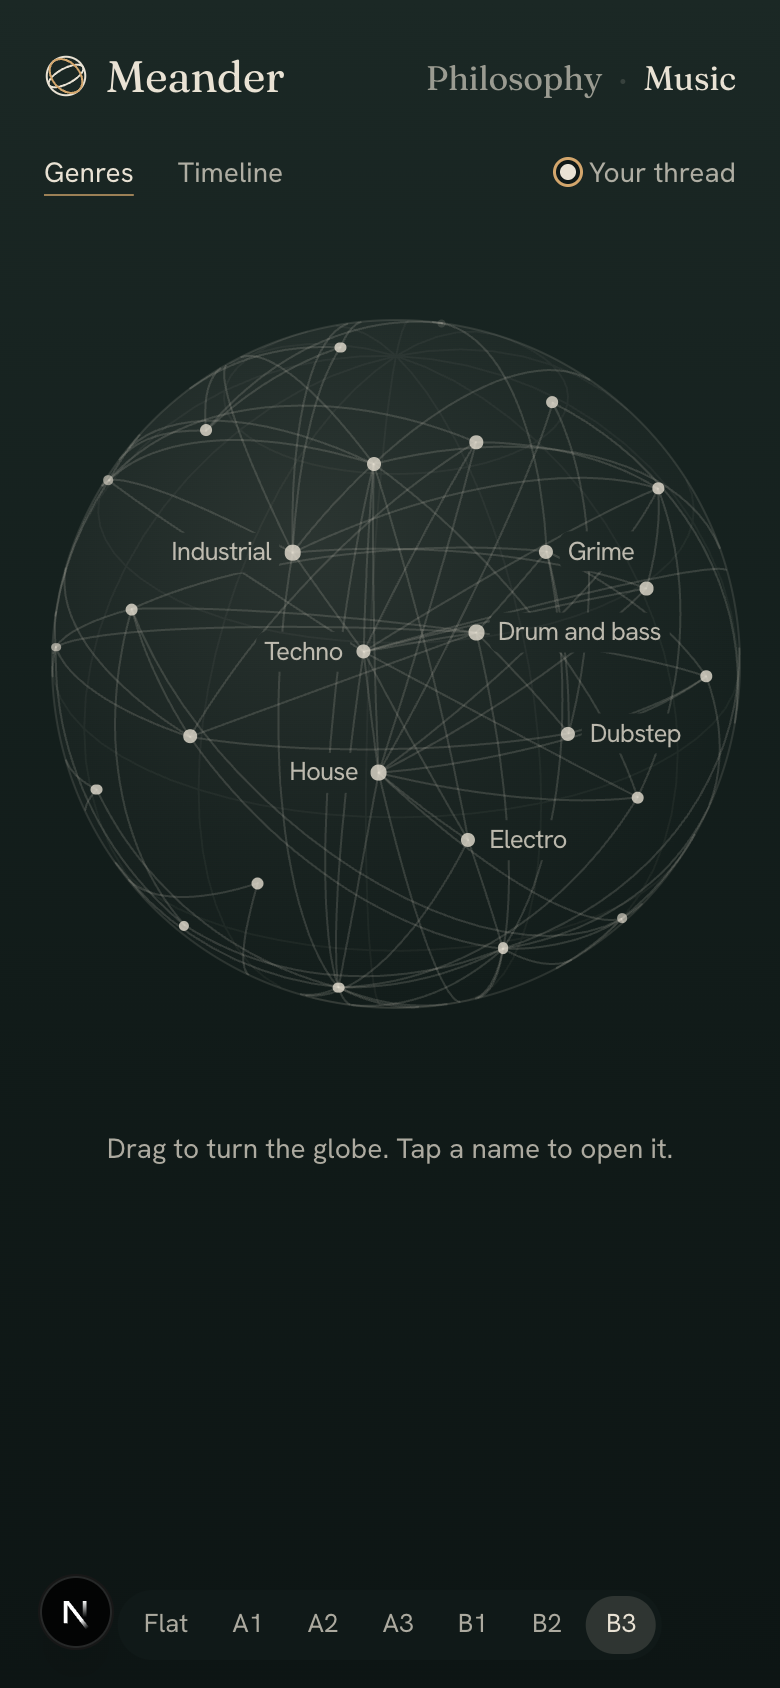 Meander
Philosophy · Music
Genres Timeline Your thread
Industrial
Grime
Drum and bass
Techno
Dubstep
House
Electro
Drag to turn the globe. Tap a name to open it.
N Flat A1 A2 A3 B1 B2 B3